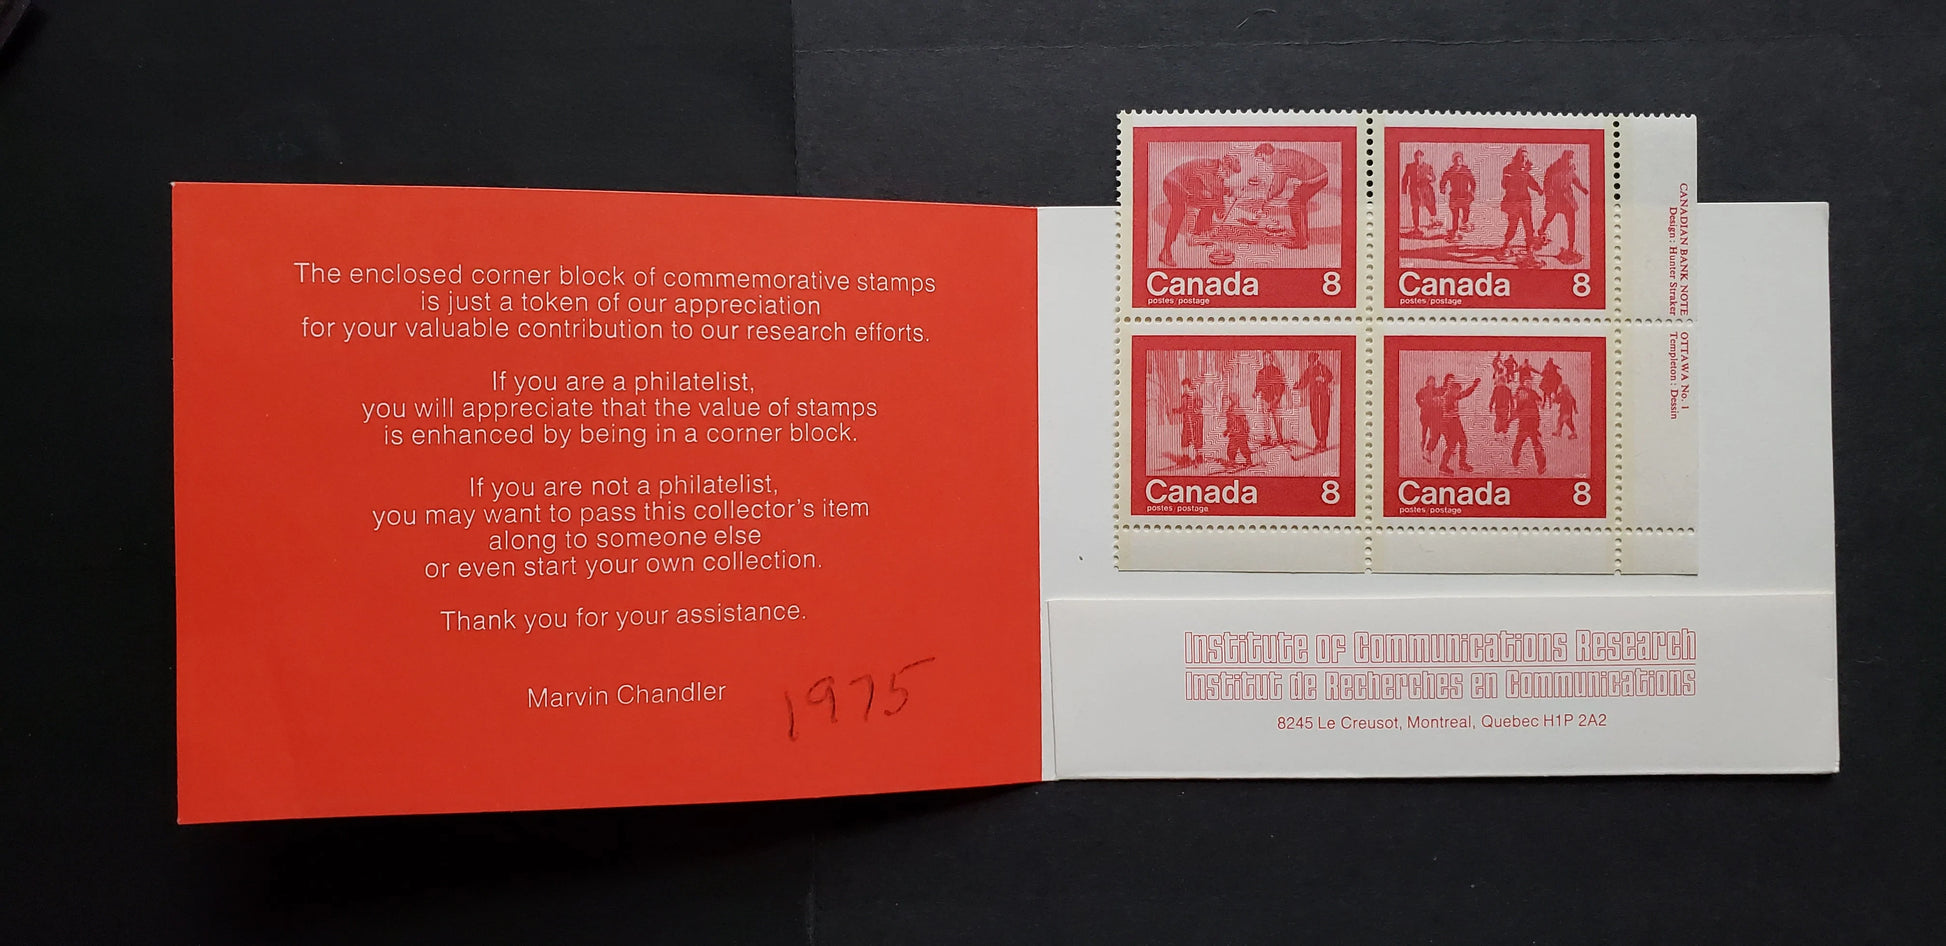 The enclosed corner block of commemorative stamps
is just a token of our appreciation
for your valuable contribution to our research efforts.
If you are a philatelist,
you will appreciate that the value of stamps
is enhanced by being in a corner block.
If you are not a philatelist,
you may want to pass this collector's item
along to someone else
or even start your own collection.
Thank you for your assistance.
Marvin Chandler
1975
Canada 8
postes/postage
Canada 8
postes/postage
Canada 8
postes/postage
Canada 8
postes/postage
CANADIAN BANK NOTE OTTAWA No. 1
Design: Hunter Straker Templeton: Dessin
Institute of Communications Research
Institut de Recherches en Communications
8245 Le Creusot, Montreal, Quebec H1P 2A2